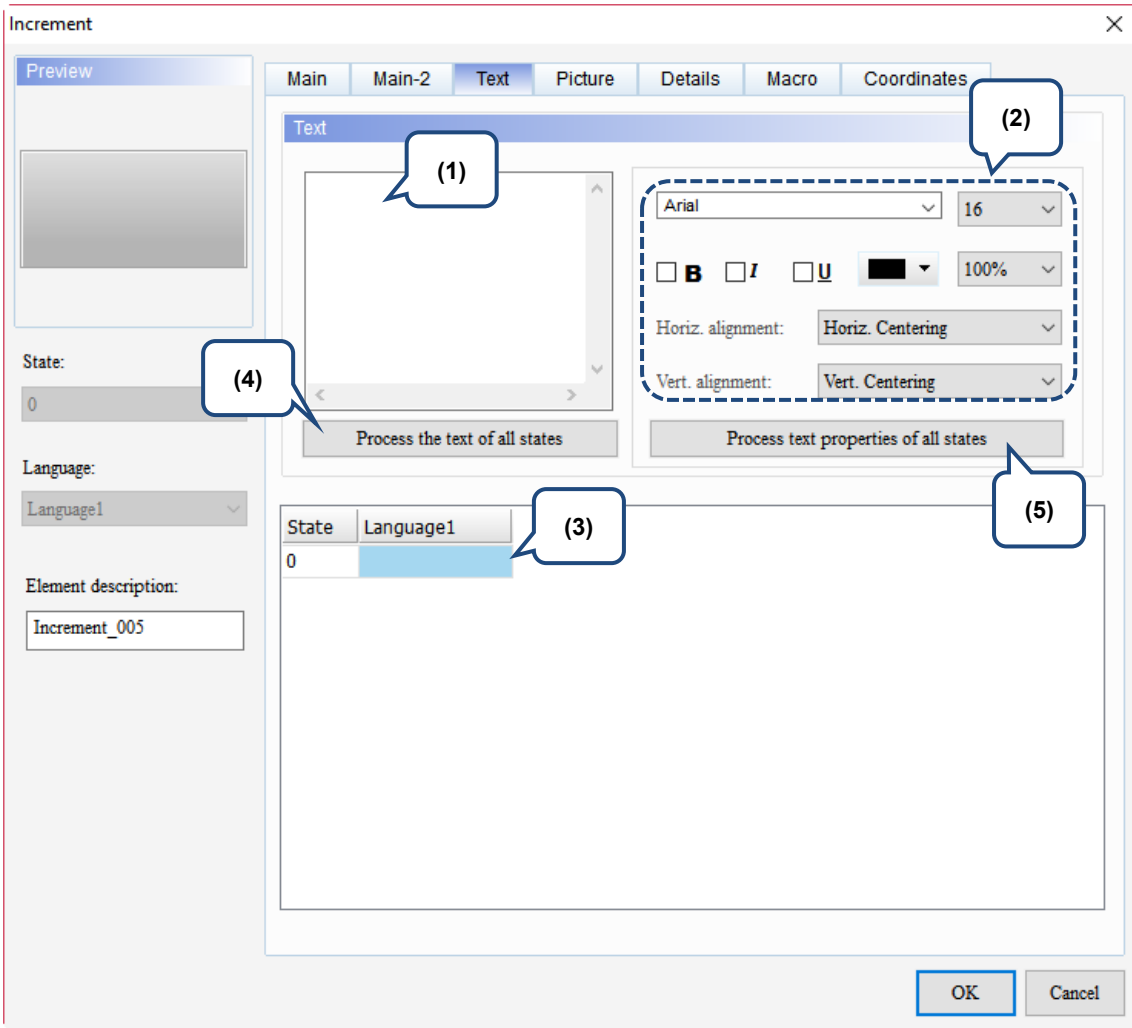 Increment
Preview
Main Main-2 Text Picture Details Macro Coordinates
(2)
Text
(1)
Arial 16
B I U 100%
Horiz. alignment: Horiz. Centering
State:
(4)
Vert. alignment: Vert. Centering
0
Process the text of all states Process text properties of all states
Language:
Language1
(5)
State Language1 (3)
0
Element description:
Increment_005
OK Cancel